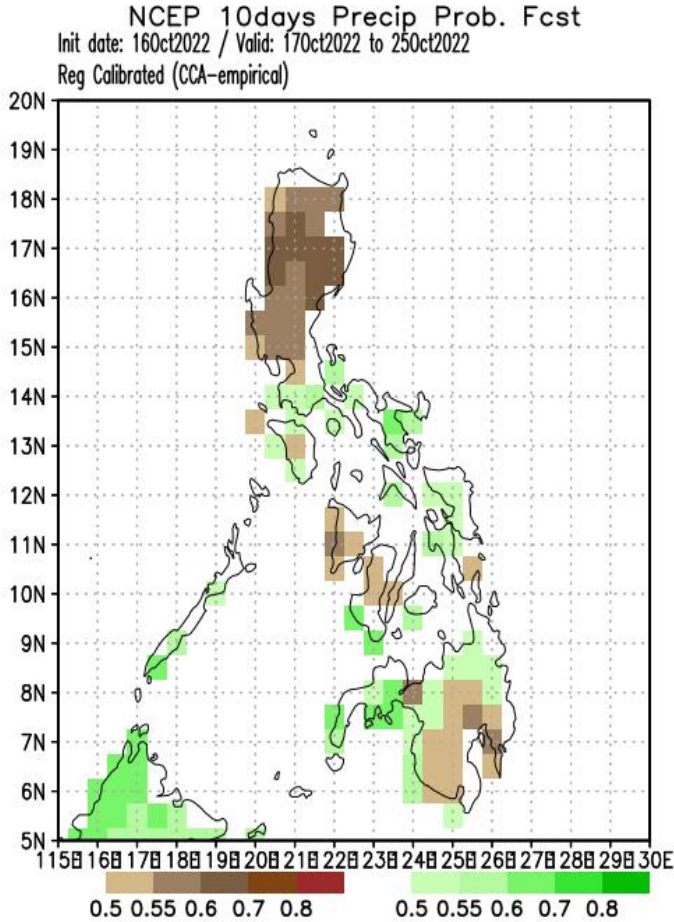 NCEP 10days Precip Prob. Fcst
Init date: 16Oct2022 / Valid: 17Oct2022 to 25Oct2022
Reg Calibrated (CCA-empirical)
20N
19N
18N
17N
16N
15N
14N
13N
12N
11N
10N
9N
8N
7N
6N
5N
115E 116E 117E 118E 119E 120E 121E 122E 123E 124E 125E 126E 127E 128E 129E 130E
0.5 0.55 0.6 0.7 0.8 0.5 0.55 0.6 0.7 0.8